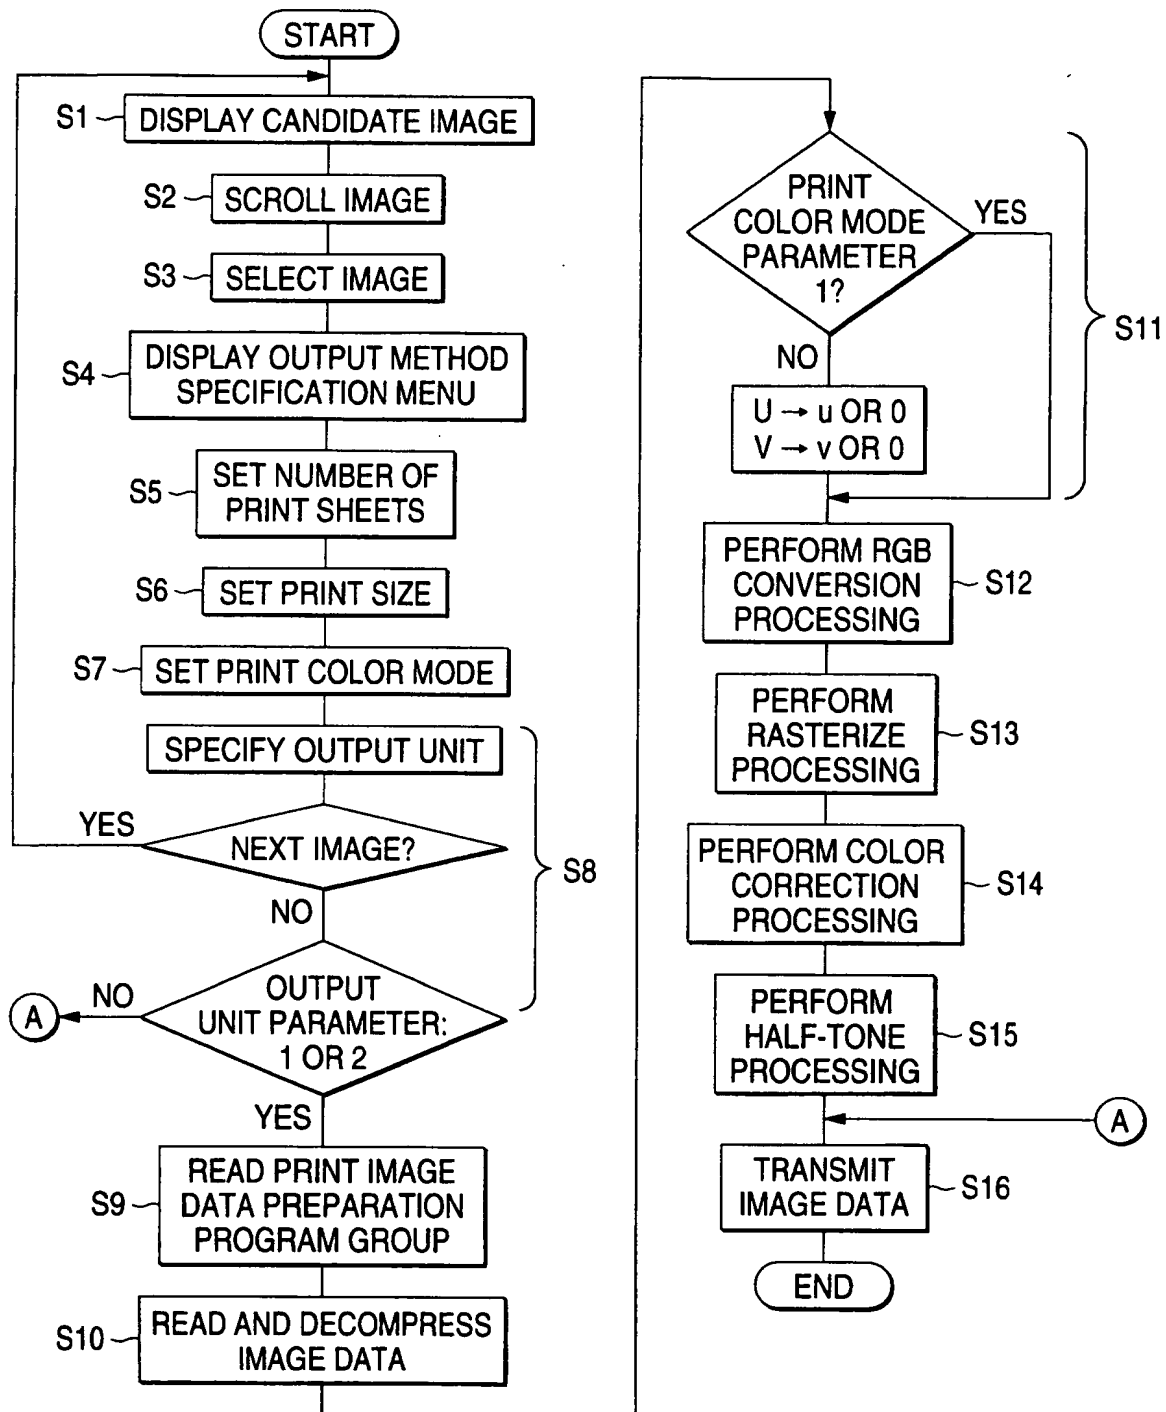 START
S1
DISPLAY CANDIDATE IMAGE
S2
SCROLL IMAGE
S3
SELECT IMAGE
S4
DISPLAY OUTPUT METHOD
SPECIFICATION MENU
S5
SET NUMBER OF
PRINT SHEETS
S6
SET PRINT SIZE
S7
SET PRINT COLOR MODE
SPECIFY OUTPUT UNIT
YES
NEXT IMAGE?
S8
NO
A
NO
OUTPUT
UNIT PARAMETER:
1 OR 2
YES
S9
READ PRINT IMAGE
DATA PREPARATION
PROGRAM GROUP
S10
READ AND DECOMPRESS
IMAGE DATA
PRINT
COLOR MODE
PARAMETER
1?
YES
S11
NO
U → u OR 0
V → v OR 0
PERFORM RGB
CONVERSION
PROCESSING
S12
PERFORM
RASTERIZE
PROCESSING
S13
PERFORM COLOR
CORRECTION
PROCESSING
S14
PERFORM
HALF-TONE
PROCESSING
S15
A
TRANSMIT
IMAGE DATA
S16
END